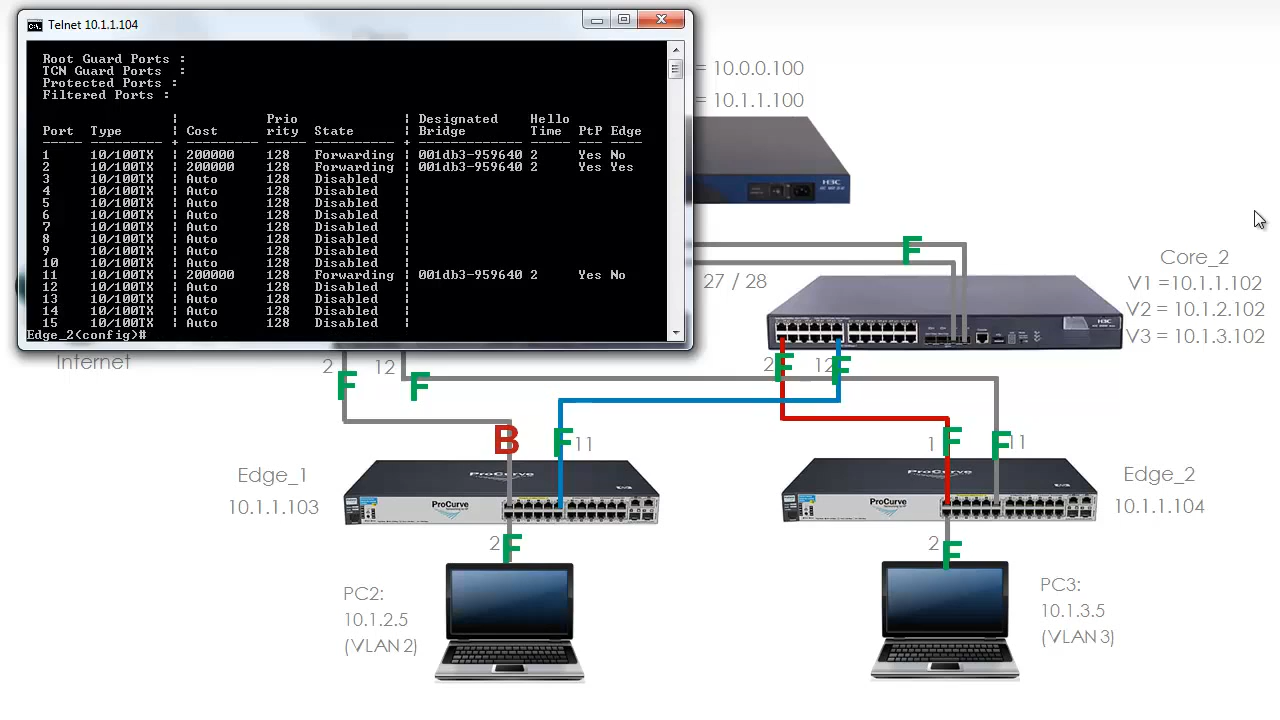 Telnet 10.1.1.104
Root Guard Ports :
TCN Guard Ports :
Protected Ports :
Filtered Ports :
| Prio | Designated Hello
Port Type | Cost rity State | Bridge Time PtP Edge
----- --------- + --------- ---- ---------- + ------------- ---- --- ----
1 10/100TX | 200000 128 Forwarding | 001db3-959640 2 Yes No
2 10/100TX | 200000 128 Forwarding | 001db3-959640 2 Yes Yes
3 10/100TX | Auto 128 Disabled |
4 10/100TX | Auto 128 Disabled |
5 10/100TX | Auto 128 Disabled |
6 10/100TX | Auto 128 Disabled |
7 10/100TX | Auto 128 Disabled |
8 10/100TX | Auto 128 Disabled |
9 10/100TX | Auto 128 Disabled |
10 10/100TX | Auto 128 Disabled |
11 10/100TX | 200000 128 Forwarding | 001db3-959640 2 Yes No
12 10/100TX | Auto 128 Disabled |
13 10/100TX | Auto 128 Disabled |
14 10/100TX | Auto 128 Disabled |
15 10/100TX | Auto 128 Disabled |
Edge_2(config)#
= 10.0.0.100
= 10.1.1.100
H3C
F
27 / 28
Core_2
V1 =10.1.1.102
V2 = 10.1.2.102
V3 = 10.1.3.102
H3C
Internet
2 F
12 F
2 F
12 F
B
F 11
1 F
F 11
Edge_1
10.1.1.103
ProCurve
ProCurve
ProCurve
ProCurve
Edge_2
10.1.1.104
2 F
2 F
PC2:
10.1.2.5
(VLAN 2)
PC3:
10.1.3.5
(VLAN 3)